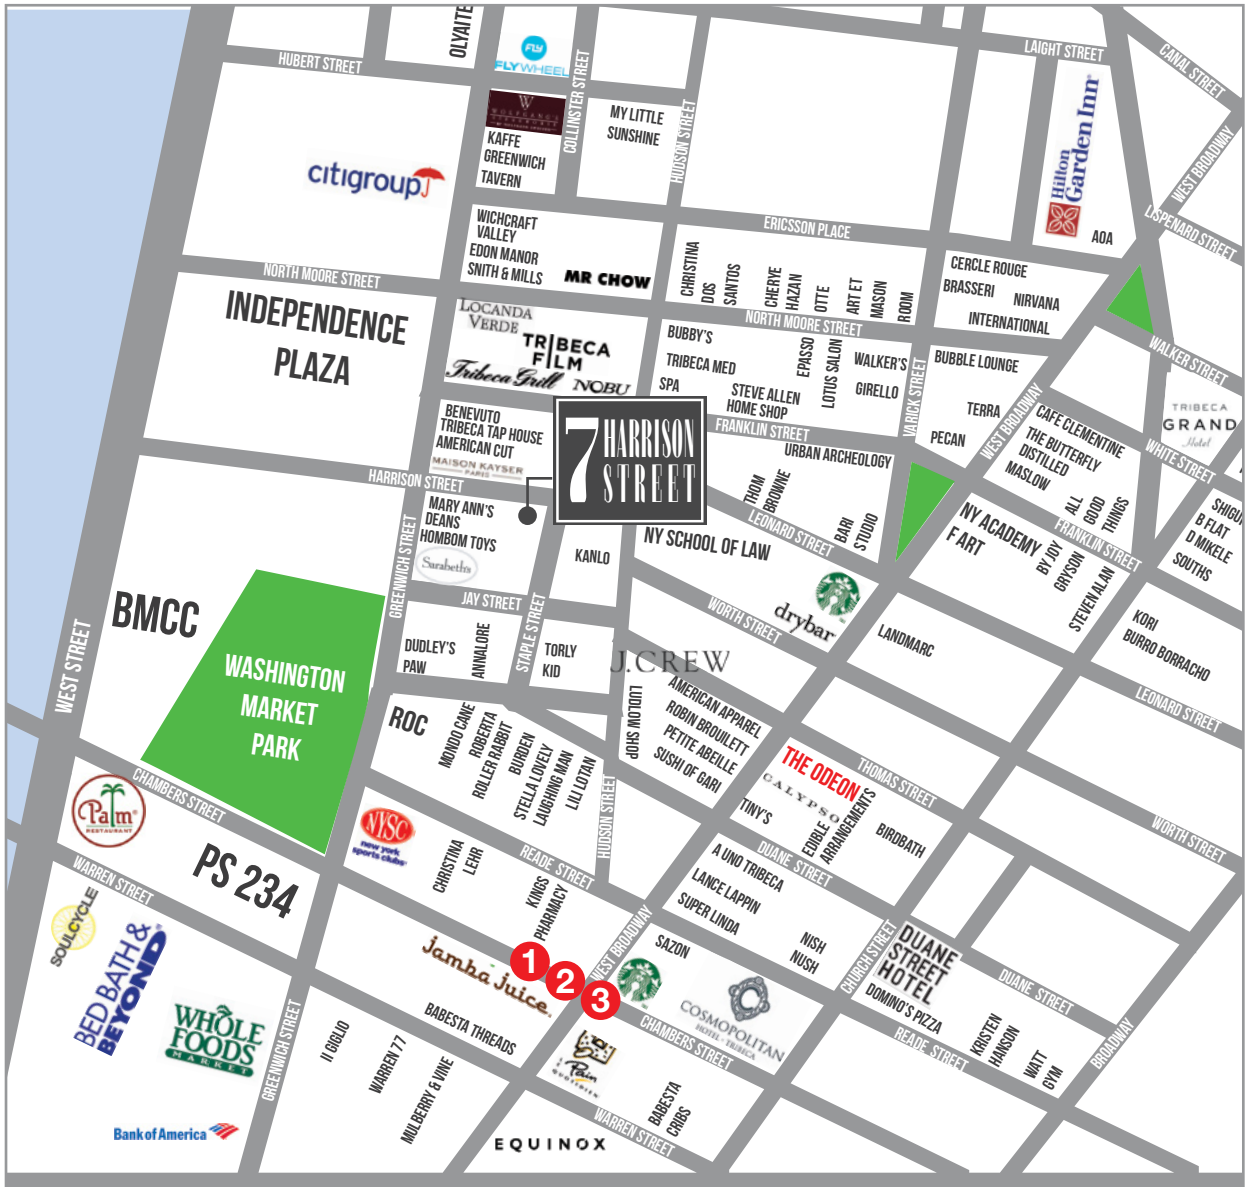 OLYAITE
FLY
FLYWHEEL
HUBERT STREET
COLLINSTER STREET
LAIGHT STREET
CANAL STREET
W
KAFFE
GREENWICH
TAVERN
MY LITTLE
SUNSHINE
HUDSON STREET
Hilton
Garden Inn
WEST BROADWAY
citigroup
AOA
LISPENARD STREET
WICHCRAFT
VALLEY
EDON MANOR
SNITH & MILLS
MR CHOW
ERICSSON PLACE
CHRISTINA
DOS
SANTOS
CHERYE
HAZAN
OTTE
ART ET
MASON
ROOM
CERCLE ROUGE
BRASSERI
NIRVANA
INTERNATIONAL
NORTH MOORE STREET
INDEPENDENCE
PLAZA
LOCANDA
VERDE
TRIBECA
FILM
Tribeca Grill
NOBU
NORTH MOORE STREET
BUBBY'S
TRIBECA MED
SPA
STEVE ALLEN
HOME SHOP
EPASSO
LOTUS SALON
WALKER'S
GIRELLO
VARICK STREET
BUBBLE LOUNGE
TERRA
PECAN
WEST BROADWAY
WALKER STREET
TRIBECA
GRAND
Hotel
BENEVUTO
TRIBECA TAP HOUSE
AMERICAN CUT
MAISON KAYSER
PARIS
7 HARRISON
STREET
FRANKLIN STREET
URBAN ARCHEOLOGY
THOM
BROWNE
BARI
STUDIO
CAFE CLEMENTINE
THE BUTTERFLY
DISTILLED
MASLOW
ALL
GOOD
THINGS
WHITE STREET
HARRISON STREET
MARY ANN'S
DEANS
HOMBOM TOYS
Sarabeth's
GREENWICH STREET
KANLO
NY SCHOOL OF LAW
LEONARD STREET
NY ACADEMY
F ART
BY JOY
GRYSON
STEVEN ALAN
FRANKLIN STREET
B FLAT
D MIKELE
SOUTHS
BMCC
WASHINGTON
MARKET
PARK
WEST STREET
JAY STREET
DUDLEY'S
PAW
ANNALORE
STAPLE STREET
TORLY
KID
WORTH STREET
drybar
J.CREW
LANDMARC
KORI
BURRO BORRACHO
LEONARD STREET
ROC
MONDO CANE
ROBERTA
ROLLER RABBIT
BURDEN
STELLA LOVELY
LAUGHING MAN
LILI LOTAN
LUDLOW SHOP
AMERICAN APPAREL
ROBIN BROULETT
PETITE ABEILLE
SUSHI OF GARI
HUDSON STREET
THE ODEON
CALYPSO
TINY'S
EDIBLE
ARRANGEMENTS
BIRDBATH
THOMAS STREET
WORTH STREET
CHAMBERS STREET
Palm
RESTAURANT
WARREN STREET
PS 234
NYSC
new york
sports clubs
CHRISTINA
LEHR
READE STREET
KINGS
PHARMACY
DUANE STREET
A UNO TRIBECA
LANCE LAPPIN
SUPER LINDA
NISH
NUSH
SAZON
CHURCH STREET
DUANE
STREET
HOTEL
DOMINO'S PIZZA
DUANE STREET
SOULCYCLE
BED BATH &
BEYOND
WHOLE
FOODS
MARKET
Bank of America
GREENWICH STREET
Jamba Juice
1
2
3
WEST BROADWAY
BABESTA THREADS
II GIGLIO
WARREN 77
MULBERRY & VINE
COSMOPOLITAN
HOTEL - TRIBECA
CHAMBERS STREET
Pain
QUOTIDIEN
BABESTA
CRIBS
WARREN STREET
EQUINOX
READE STREET
KRISTEN
HANSON
WATT
GYM
BROADWAY